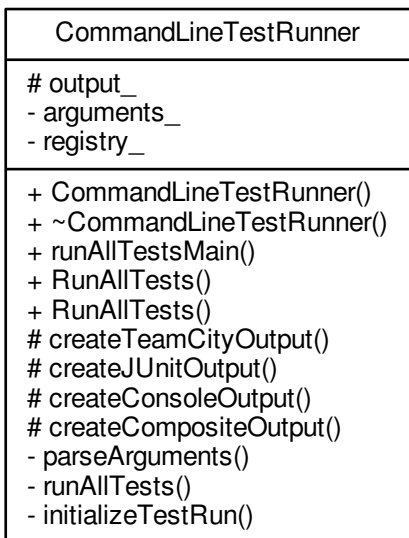 CommandLineTestRunner
# output_
- arguments_
- registry_
+ CommandLineTestRunner()
+ ~CommandLineTestRunner()
+ runAllTestsMain()
+ RunAllTests()
+ RunAllTests()
# createTeamCityOutput()
# createJUnitOutput()
# createConsoleOutput()
# createCompositeOutput()
- parseArguments()
- runAllTests()
- initializeTestRun()